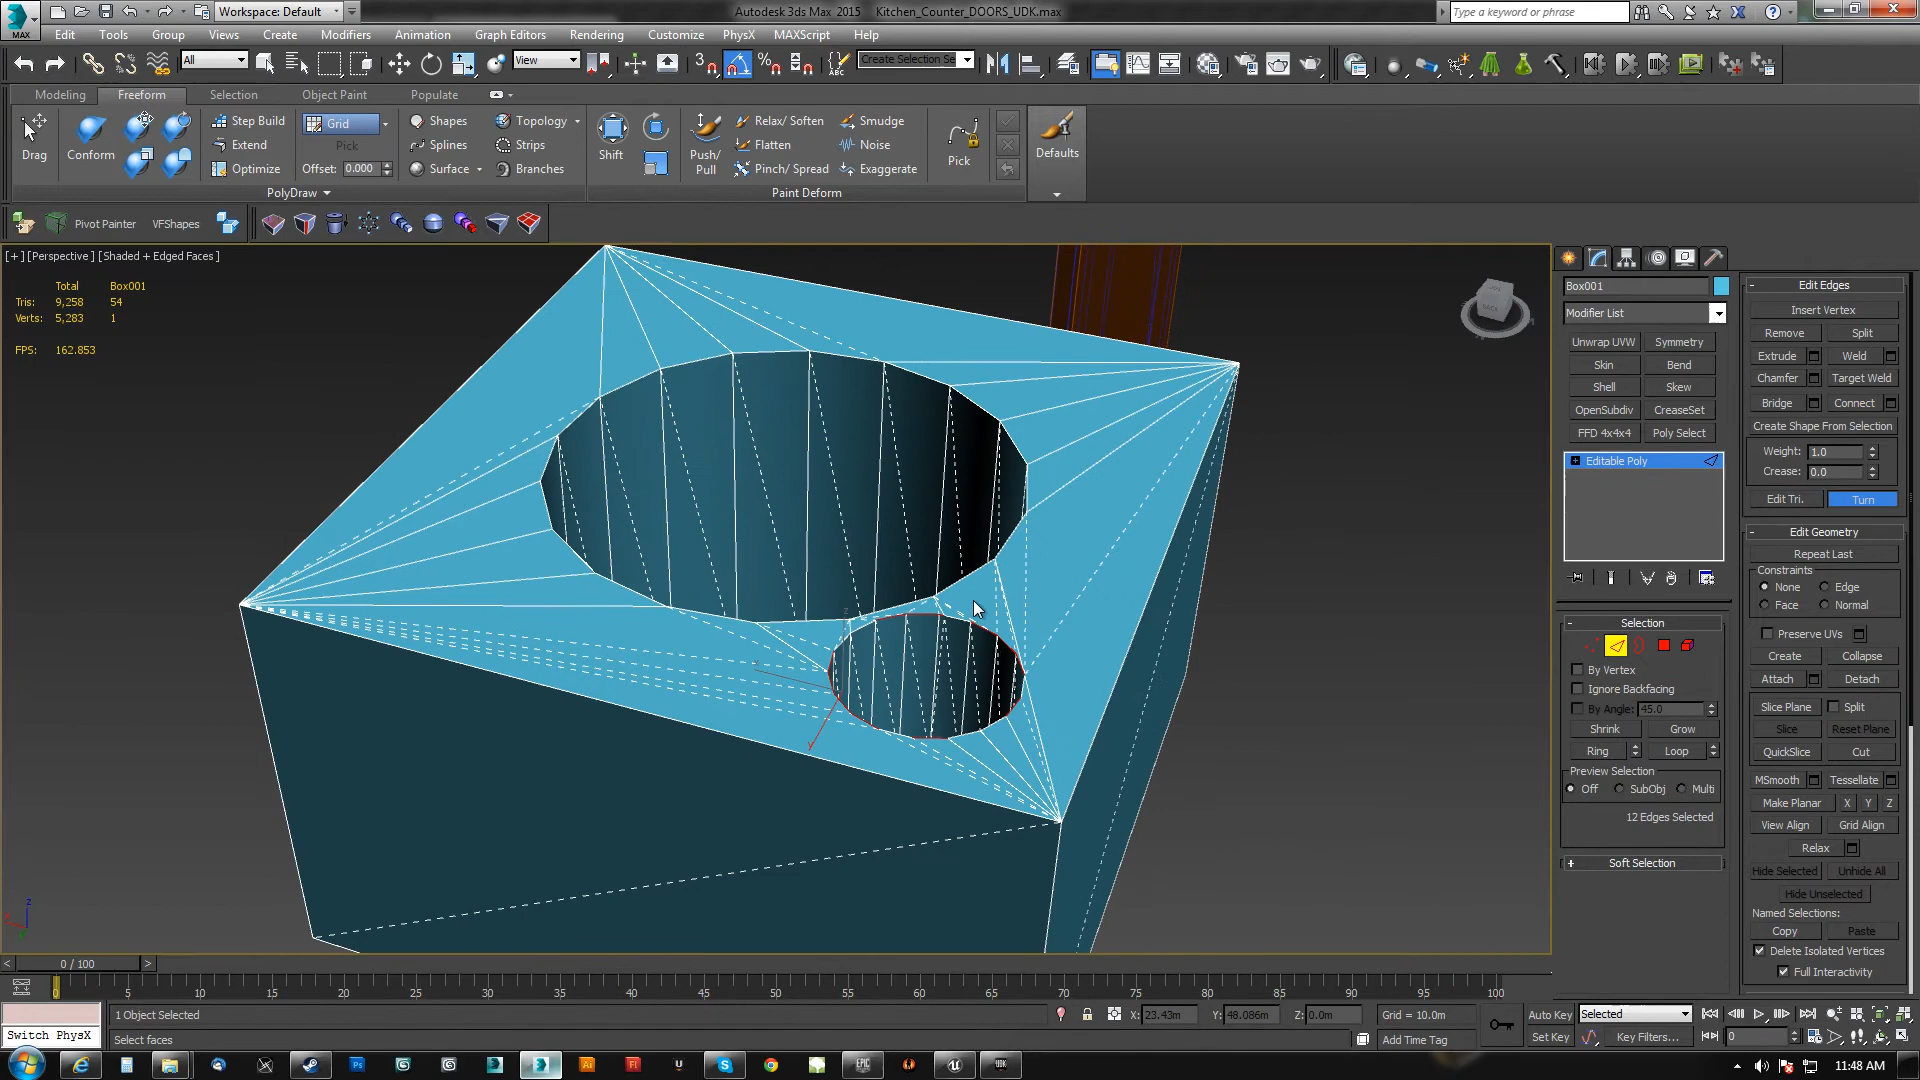 Workspace: Default
Autodesk 3ds Max 2015 Kitchen_Counter_DOORS_UDK.max
Type a keyword or phrase
MAX
Edit Tools Group Views Create Modifiers Animation Graph Editors Rendering Customize PhysX MAXScript Help
All
View
Create Selection Se
Modeling Freeform Selection Object Paint Populate
Drag
Conform
Step Build
Extend
Optimize
Grid
Pick
Offset: 0.000
Shapes
Splines
Surface
Topology
Strips
Branches
PolyDraw
Shift
Push/
Pull
Relax/ Soften
Flatten
Pinch/ Spread
Smudge
Noise
Exaggerate
Paint Deform
Pick
Defaults
Pivot Painter VFShapes
[+] [Perspective] [Shaded + Edged Faces]
Total Box001
Tris: 9,258 54
Verts: 5,283 1
FPS: 162.853
z
x
y
Box001
Modifier List
Unwrap UVW Symmetry
Skin Bend
Shell Skew
OpenSubdiv CreaseSet
FFD 4x4x4 Poly Select
Editable Poly
- Selection
By Vertex
Ignore Backfacing
By Angle: 45.0
Shrink Grow
Ring Loop
Preview Selection
Off SubObj Multi
12 Edges Selected
+ Soft Selection
- Edit Edges
Insert Vertex
Remove Split
Extrude Weld
Chamfer Target Weld
Bridge Connect
Create Shape From Selection
Weight: 1.0
Crease: 0.0
Edit Tri. Turn
- Edit Geometry
Repeat Last
Constraints
None Edge
Face Normal
Preserve UVs
Create Collapse
Attach Detach
Slice Plane Split
Slice Reset Plane
QuickSlice Cut
MSmooth Tessellate
Make Planar X Y Z
View Align Grid Align
Relax
Hide Selected Unhide All
Hide Unselected
Named Selections:
Copy Paste
Delete Isolated Vertices
Full Interactivity
< 0 / 100 >
0 5 10 15 20 25 30 35 40 45 50 55 60 65 70 75 80 85 90 95 100
1 Object Selected
X: 23.43m Y: 48.086m Z: 0.0m Grid = 10.0m
Auto Key Selected
Switch PhysX
Select faces
Add Time Tag
Set Key Key Filters... 0
11:48 AM